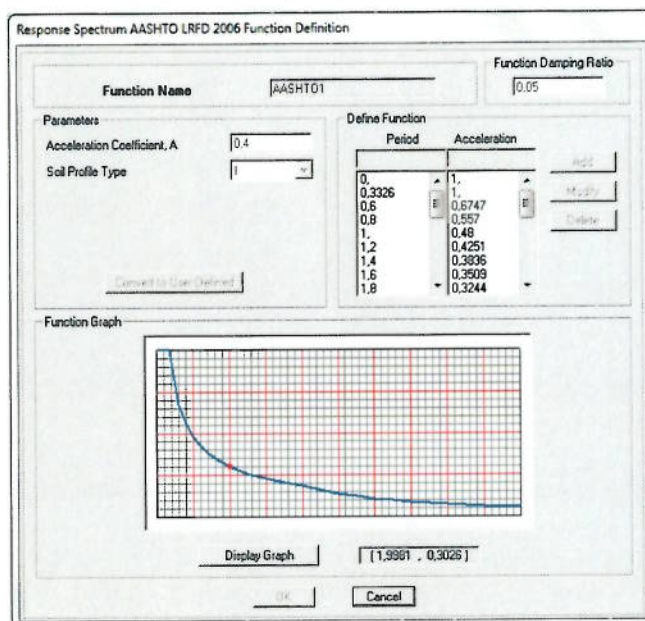 Response Spectrum AASHTO LRFD 2006 Function Definition
Function Damping Ratio
Function Name AASHTO1 0.05
Parameters
Acceleration Coefficient, A 0.4
Soil Profile Type I
Convert to User Defined
Define Function
Period Acceleration
Add
Modify
Delete
0, 1,
0,3326 1,
0,6 0,6747
0,8 0,557
1, 0,48
1,2 0,4251
1,4 0,3836
1,6 0,3509
1,8 0,3244
Function Graph
Display Graph [1,9981 , 0,3026]
OK Cancel